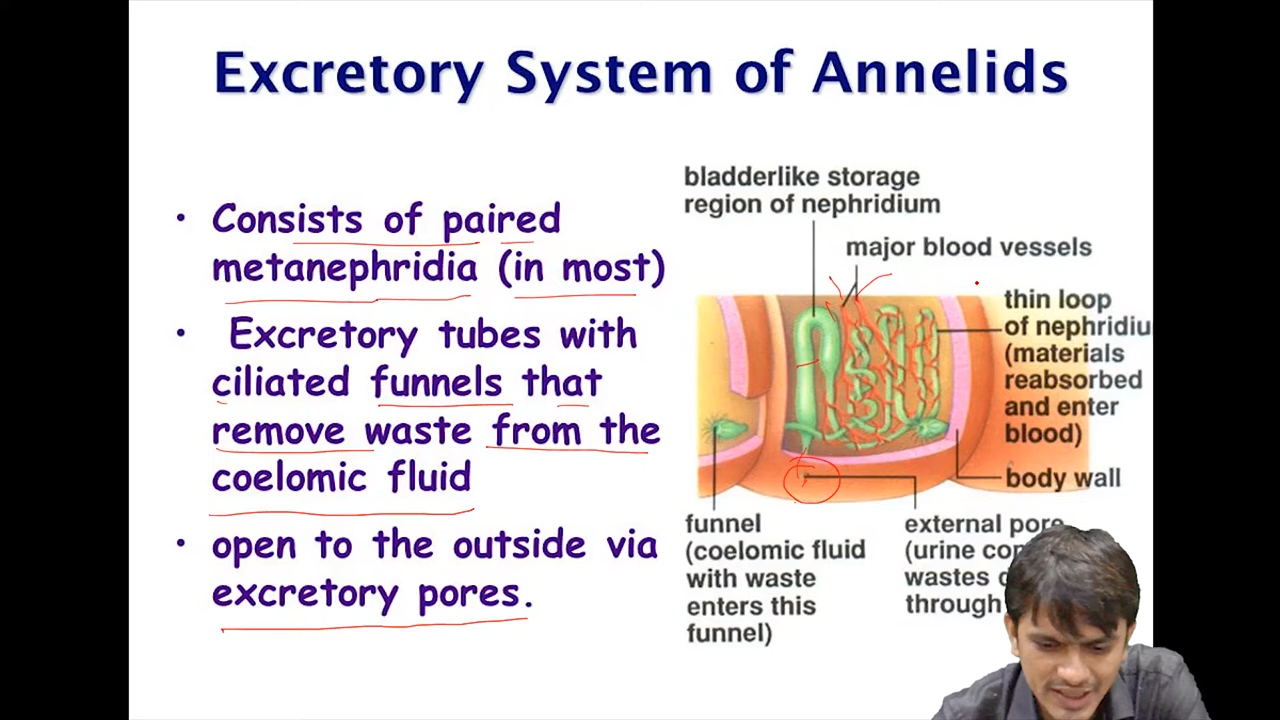 Excretory System of Annelids
• Consists of paired
metanephridia (in most)
• Excretory tubes with
ciliated funnels that
remove waste from the
coelomic fluid
• open to the outside via
excretory pores.
bladderlike storage
region of nephridium
major blood vessels
thin loop
of nephridiu
(materials
reabsorbed
and enter
blood)
body wall
funnel
(coelomic fluid
with waste
enters this
funnel)
external pore
(urine
wastes
through